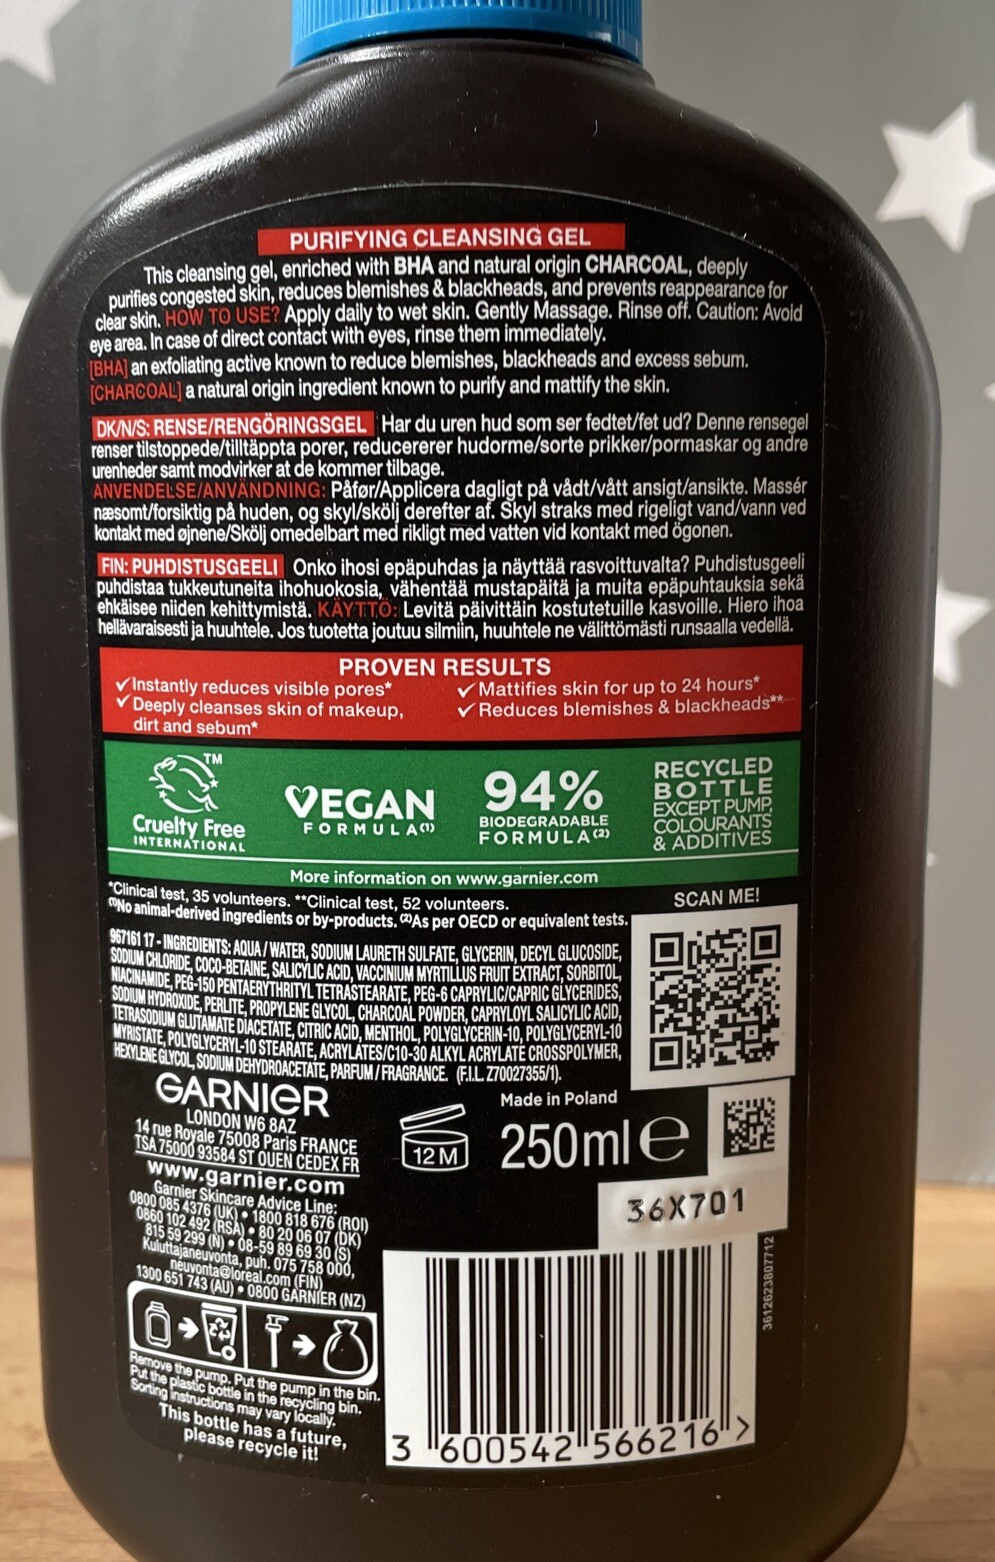 PURIFYING CLEANSING GEL
This cleansing gel, enriched with BHA and natural origin CHARCOAL, deeply
purifies congested skin, reduces blemishes & blackheads, and prevents reappearance for
clear skin. HOW TO USE? Apply daily to wet skin. Gently Massage. Rinse off. Caution: Avoid
eye area. In case of direct contact with eyes, rinse them immediately.
[BHA] an exfoliating active known to reduce blemishes, blackheads and excess sebum.
[CHARCOAL] a natural origin ingredient known to purify and mattify the skin.
DK/N/S: RENSE/RENGÖRINGSGEL Har du uren hud som ser fedtet/fet ud? Denne rensegel
renser tilstoppede/tilltäppta porer, reducererer hudorme/sorte prikker/pormaskar og andre
urenheder samt modvirker at de kommer tilbage.
ANVENDELSE/ANVÄNDNING: Påfør/Applicera dagligt på vådt/vått ansigt/ansikte. Massér
næsomt/forsiktig på huden, og skyl/skölj derefter af. Skyl straks med rigeligt vand/vann ved
kontakt med øjnene/Skölj omedelbart med rikligt med vatten vid kontakt med ögonen.
FIN: PUHDISTUSGEELI Onko ihosi epäpuhdas ja näyttää rasvoittuvalta? Puhdistusgeeli
puhdistaa tukkeutuneita ihohuokosia, vähentää mustapäitä ja muita epäpuhtauksia sekä
ehkäisee niiden kehittymistä. KÄYTTÖ: Levitä päivittäin kostutetuille kasvoille. Hiero ihoa
hellävaraisesti ja huuhtele. Jos tuotetta joutuu silmiin, huuhtele ne välittömästi runsaalla vedellä.
PROVEN RESULTS
✓Instantly reduces visible pores*
✓Deeply cleanses skin of makeup,
dirt and sebum*
✓Mattifies skin for up to 24 hours*
✓Reduces blemishes & blackheads**
TM
Cruelty Free
INTERNATIONAL
VEGAN
FORMULA(1)
94%
BIODEGRADABLE
FORMULA(2)
RECYCLED
BOTTLE
EXCEPT PUMP,
COLOURANTS
& ADDITIVES
More information on www.garnier.com
*Clinical test, 35 volunteers. **Clinical test, 52 volunteers.
(1)No animal-derived ingredients or by-products. (2)As per OECD or equivalent tests.
SCAN ME!
967161 17 - INGREDIENTS: AQUA / WATER, SODIUM LAURETH SULFATE, GLYCERIN, DECYL GLUCOSIDE,
SODIUM CHLORIDE, COCO-BETAINE, SALICYLIC ACID, VACCINIUM MYRTILLUS FRUIT EXTRACT, SORBITOL,
NIACINAMIDE, PEG-150 PENTAERYTHRITYL TETRASTEARATE, PEG-6 CAPRYLIC/CAPRIC GLYCERIDES,
SODIUM HYDROXIDE, PERLITE, PROPYLENE GLYCOL, CHARCOAL POWDER, CAPRYLOYL SALICYLIC ACID,
TETRASODIUM GLUTAMATE DIACETATE, CITRIC ACID, MENTHOL, POLYGLYCERIN-10, POLYGLYCERYL-10
MYRISTATE, POLYGLYCERYL-10 STEARATE, ACRYLATES/C10-30 ALKYL ACRYLATE CROSSPOLYMER,
HEXYLENE GLYCOL, SODIUM DEHYDROACETATE, PARFUM / FRAGRANCE. (F.I.L. Z70027355/1).
GARNIER
LONDON W6 8AZ
14 rue Royale 75008 Paris FRANCE
TSA 75000 93584 ST OUEN CEDEX FR
www.garnier.com
Garnier Skincare Advice Line:
0800 085 4376 (UK) • 1800 818 676 (ROI)
0860 102 492 (RSA) • 80 20 06 07 (DK)
815 59 299 (N) • 08-59 89 69 30 (S)
Kuluttajaneuvonta, puh. 075 758 000,
neuvonta@loreal.com (FIN)
1300 651 743 (AU) • 0800 GARNIER (NZ)
12 M
Made in Poland
250ml e
36X701
3612623807712
Remove the pump. Put the pump in the bin.
Put the plastic bottle in the recycling bin.
Sorting instructions may vary locally.
This bottle has a future,
please recycle it!
3 600542 566216 >